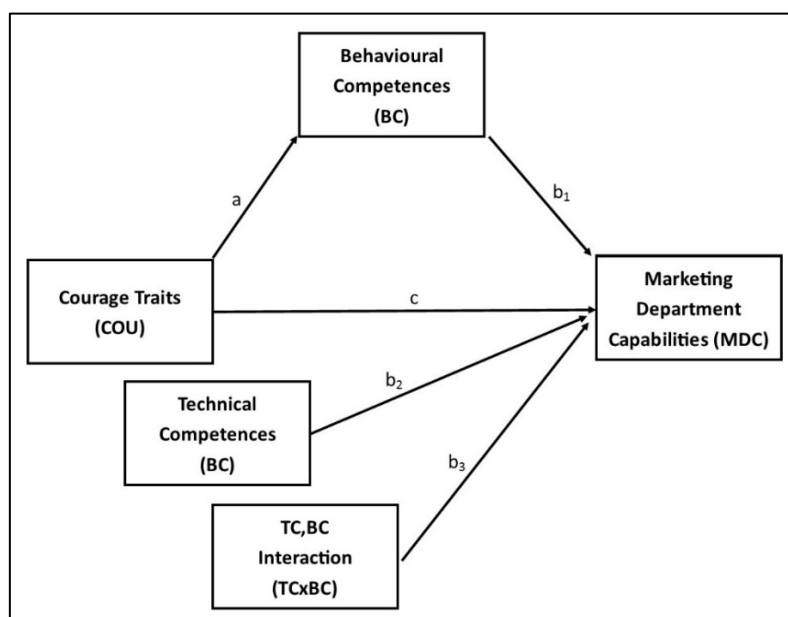 Behavioural
Competences
(BC)
a
b₁
Courage Traits
(COU)
c
Marketing
Department
Capabilities (MDC)
b₂
Technical
Competences
(BC)
b₃
TC,BC
Interaction
(TCxBC)